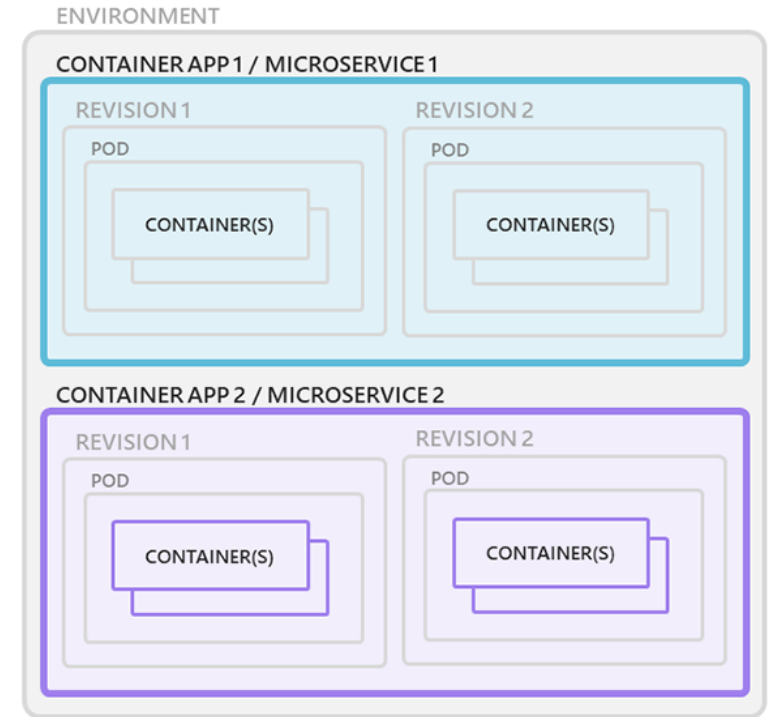 ENVIRONMENT
CONTAINER APP 1 / MICROSERVICE 1
REVISION 1
REVISION 2
POD
POD
CONTAINER(S)
CONTAINER(S)
CONTAINER APP 2 / MICROSERVICE 2
REVISION 1
REVISION 2
POD
POD
CONTAINER(S)
CONTAINER(S)